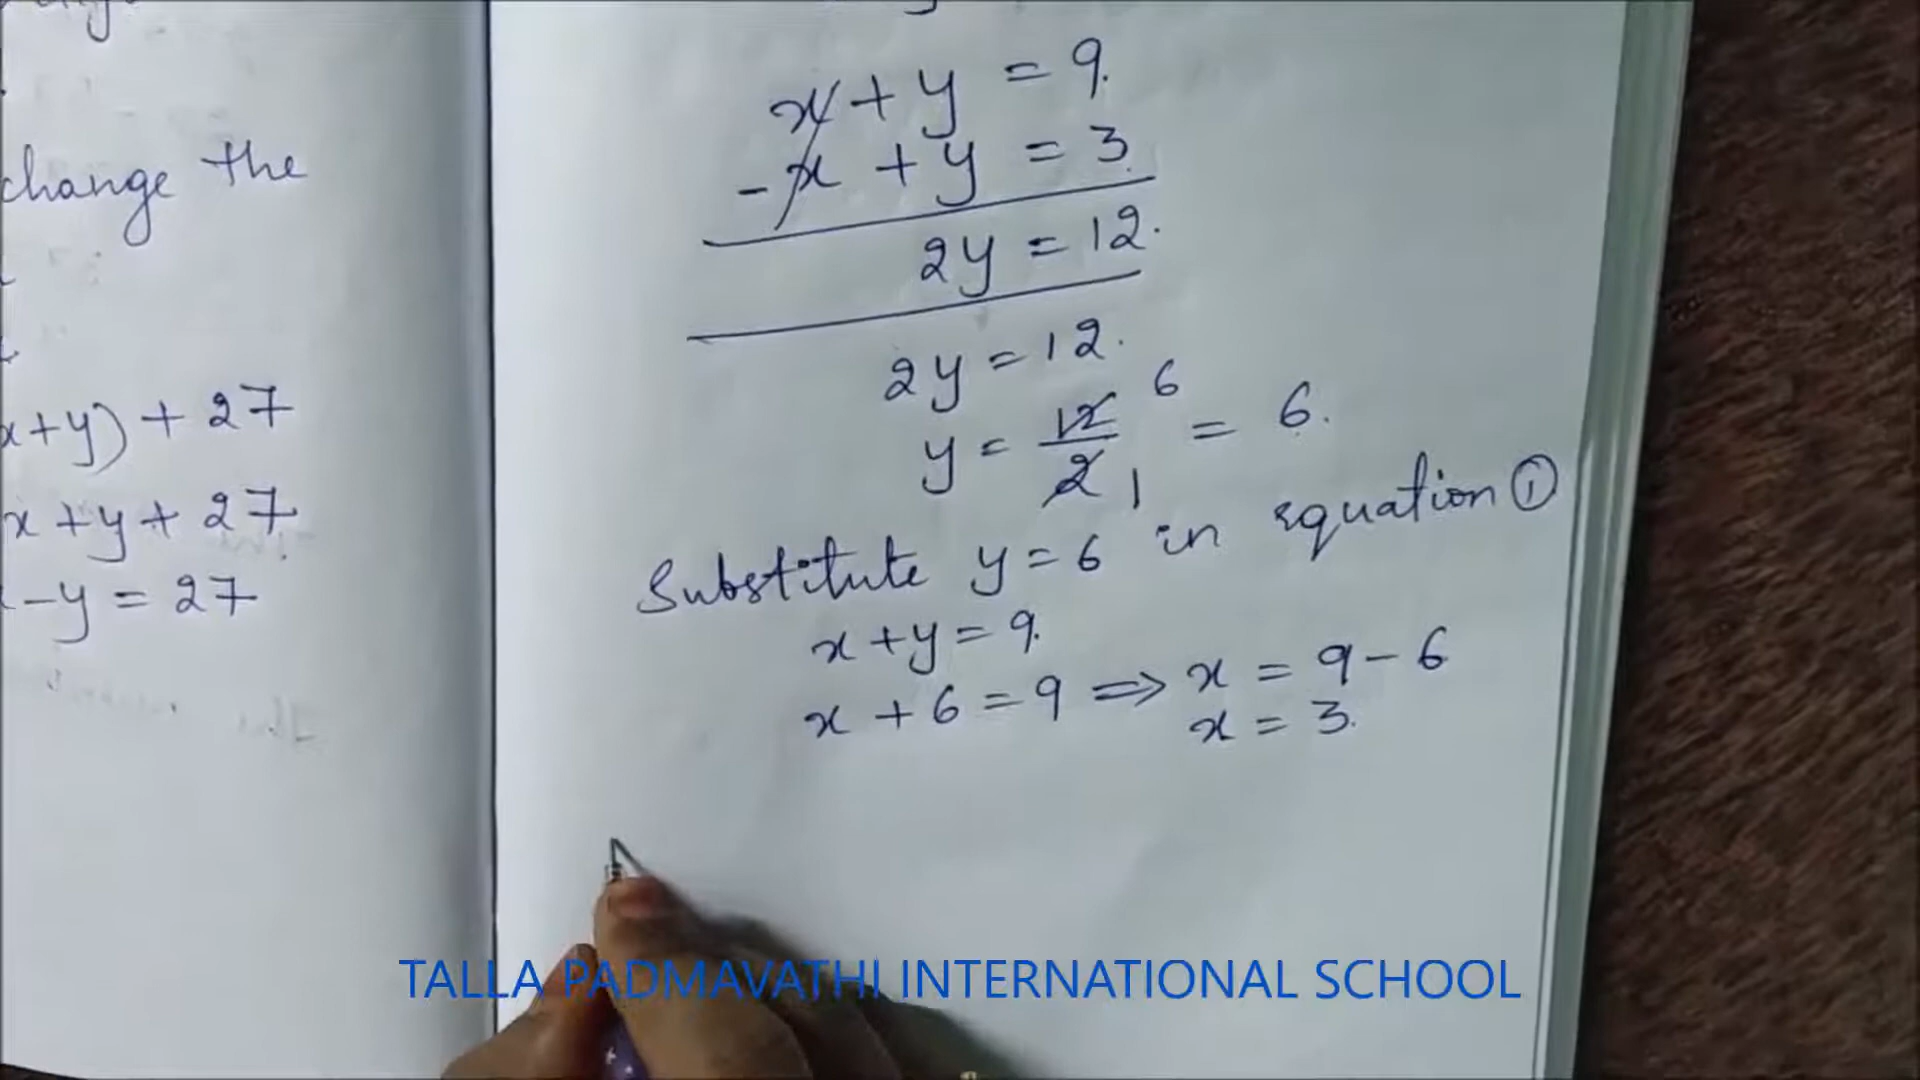 change the
x+y) + 27
x + y + 27.
-y = 27
x + y = 9.
- x + y = 3
2y = 12.
2y = 12.
y = 12/2 6 1 = 6.
Substitute y = 6 in equation ①
x + y = 9.
x + 6 = 9 ⇒ x = 9 - 6
x = 3.
TALLA PADMAVATHI INTERNATIONAL SCHOOL